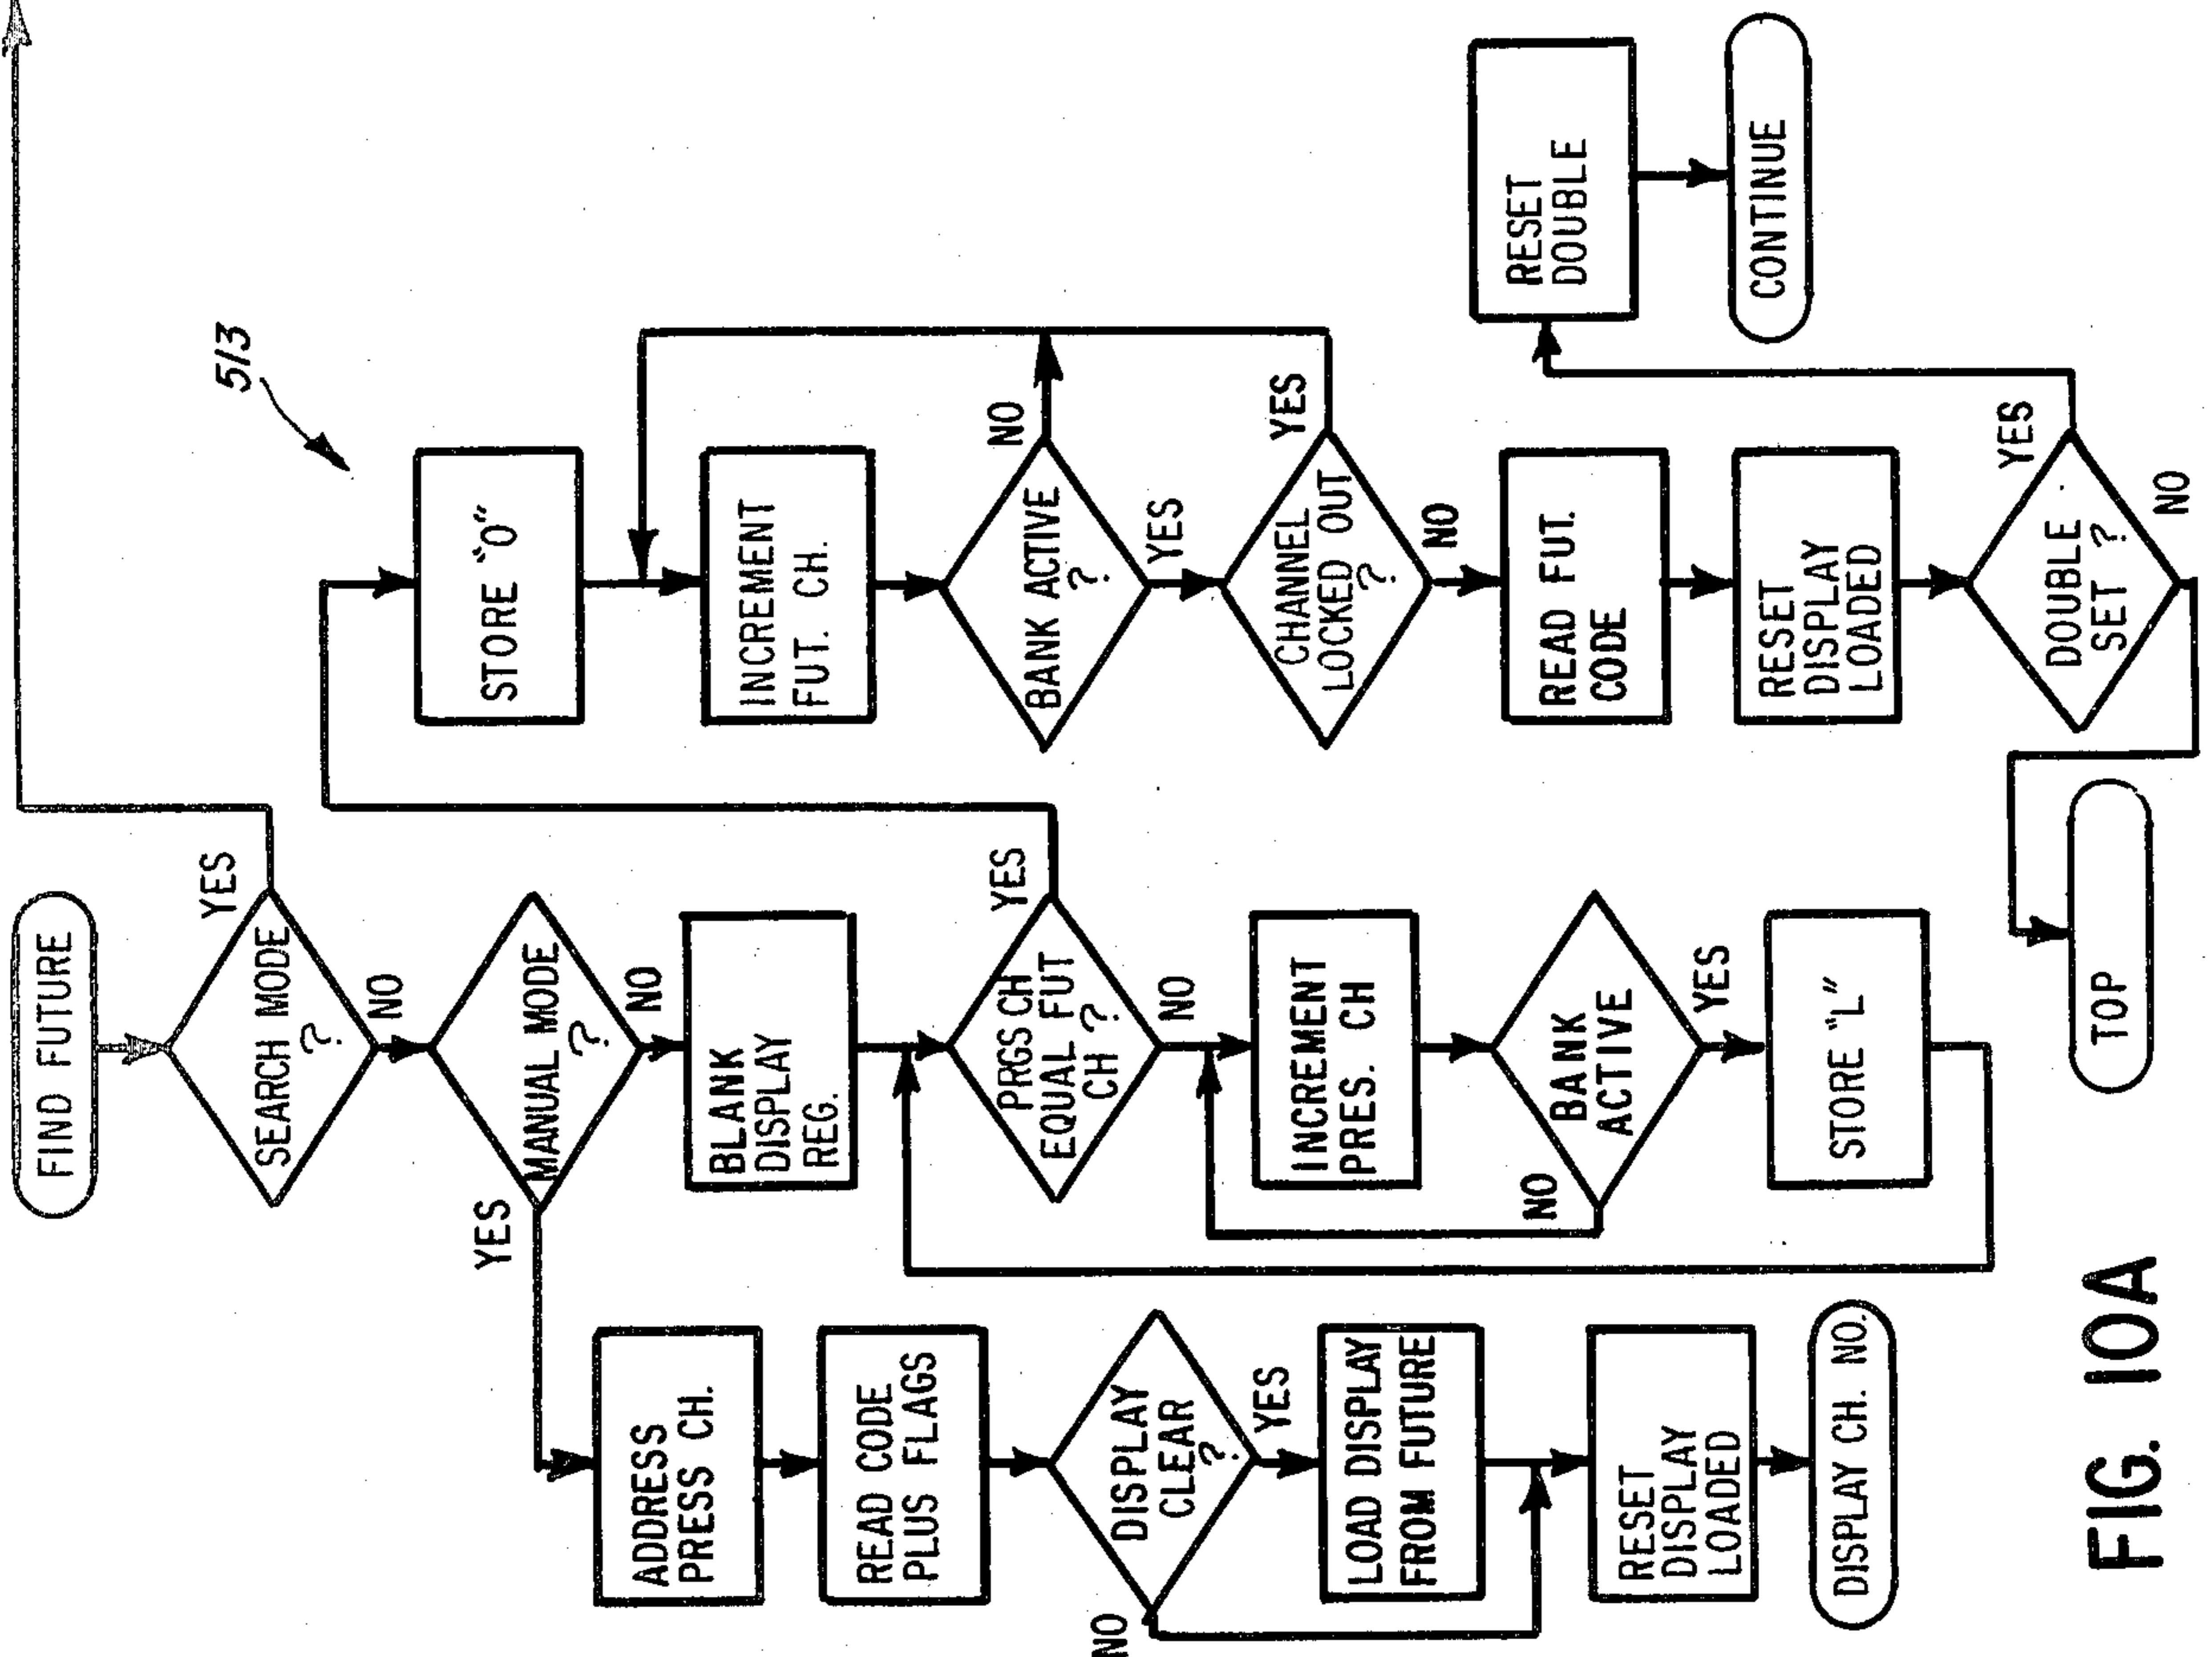 FIND FUTURE
SEARCH MODE
?
YES
NO
MANUAL MODE
?
YES
NO
BLANK
DISPLAY
REG.
PRGS CH
EQUAL FUT
CH ?
YES
NO
INCREMENT
PRES. CH
BANK
ACTIVE
NO
YES
STORE "L"
ADDRESS
PRESS CH.
READ CODE
PLUS FLAGS
DISPLAY
CLEAR
?
NO
YES
LOAD DISPLAY
FROM FUTURE
RESET
DISPLAY
LOADED
DISPLAY CH. NO.
513
STORE "0"
INCREMENT
FUT. CH.
BANK ACTIVE
?
NO
YES
CHANNEL
LOCKED OUT
?
YES
NO
READ FUT.
CODE
RESET
DISPLAY
LOADED
DOUBLE
SET ?
YES
NO
RESET
DOUBLE
CONTINUE
TOP
FIG. 10A